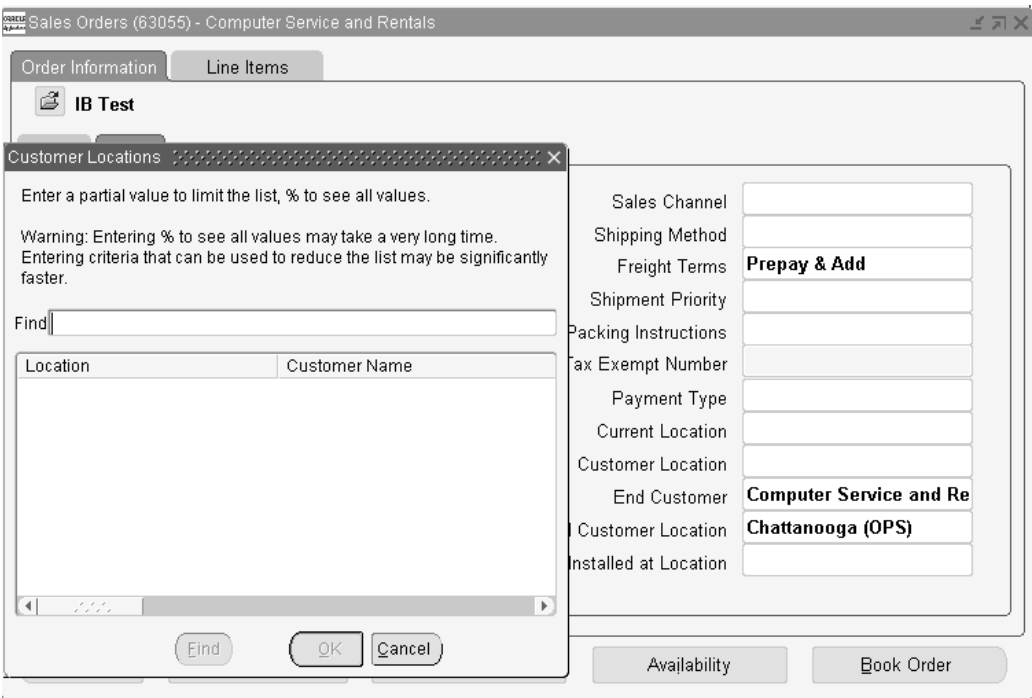 Sales Orders (63055) - Computer Service and Rentals
Order Information
Line Items
IB Test
Customer Locations
Enter a partial value to limit the list, % to see all values.
Warning: Entering % to see all values may take a very long time.
Entering criteria that can be used to reduce the list may be significantly
faster.
Find
Location Customer Name
Find OK Cancel
Sales Channel
Shipping Method
Freight Terms Prepay & Add
Shipment Priority
Packing Instructions
Tax Exempt Number
Payment Type
Current Location
Customer Location
End Customer Computer Service and Re
Customer Location Chattanooga (OPS)
Installed at Location
Availability
Book Order